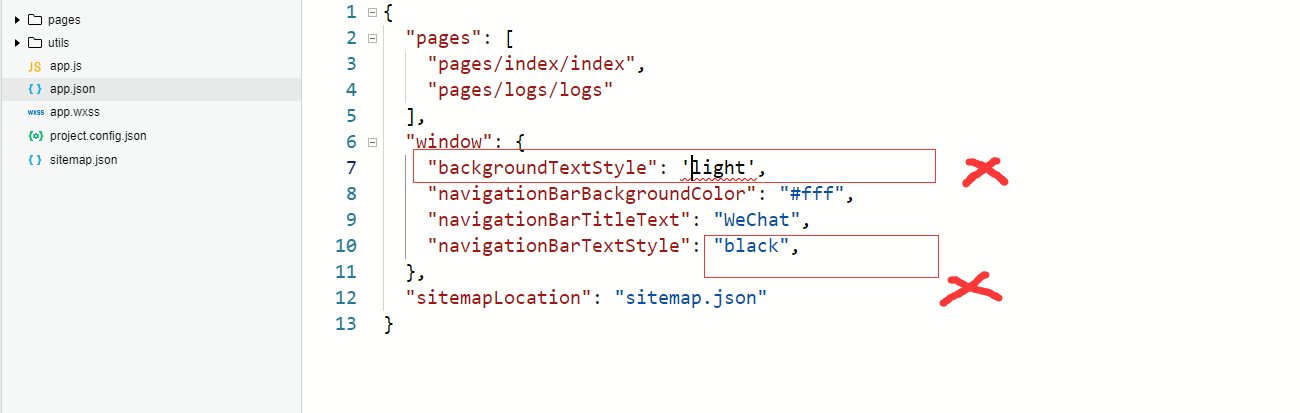 pages
utils
JS app.js
{ } app.json
wxss app.wxss
{o} project.config.json
{ } sitemap.json
1 {
2 "pages": [
3 "pages/index/index",
4 "pages/logs/logs"
5 ],
6 "window": {
7 "backgroundTextStyle": 'light',
8 "navigationBarBackgroundColor": "#fff",
9 "navigationBarTitleText": "WeChat",
10 "navigationBarTextStyle": "black",
11 },
12 "sitemapLocation": "sitemap.json"
13 }